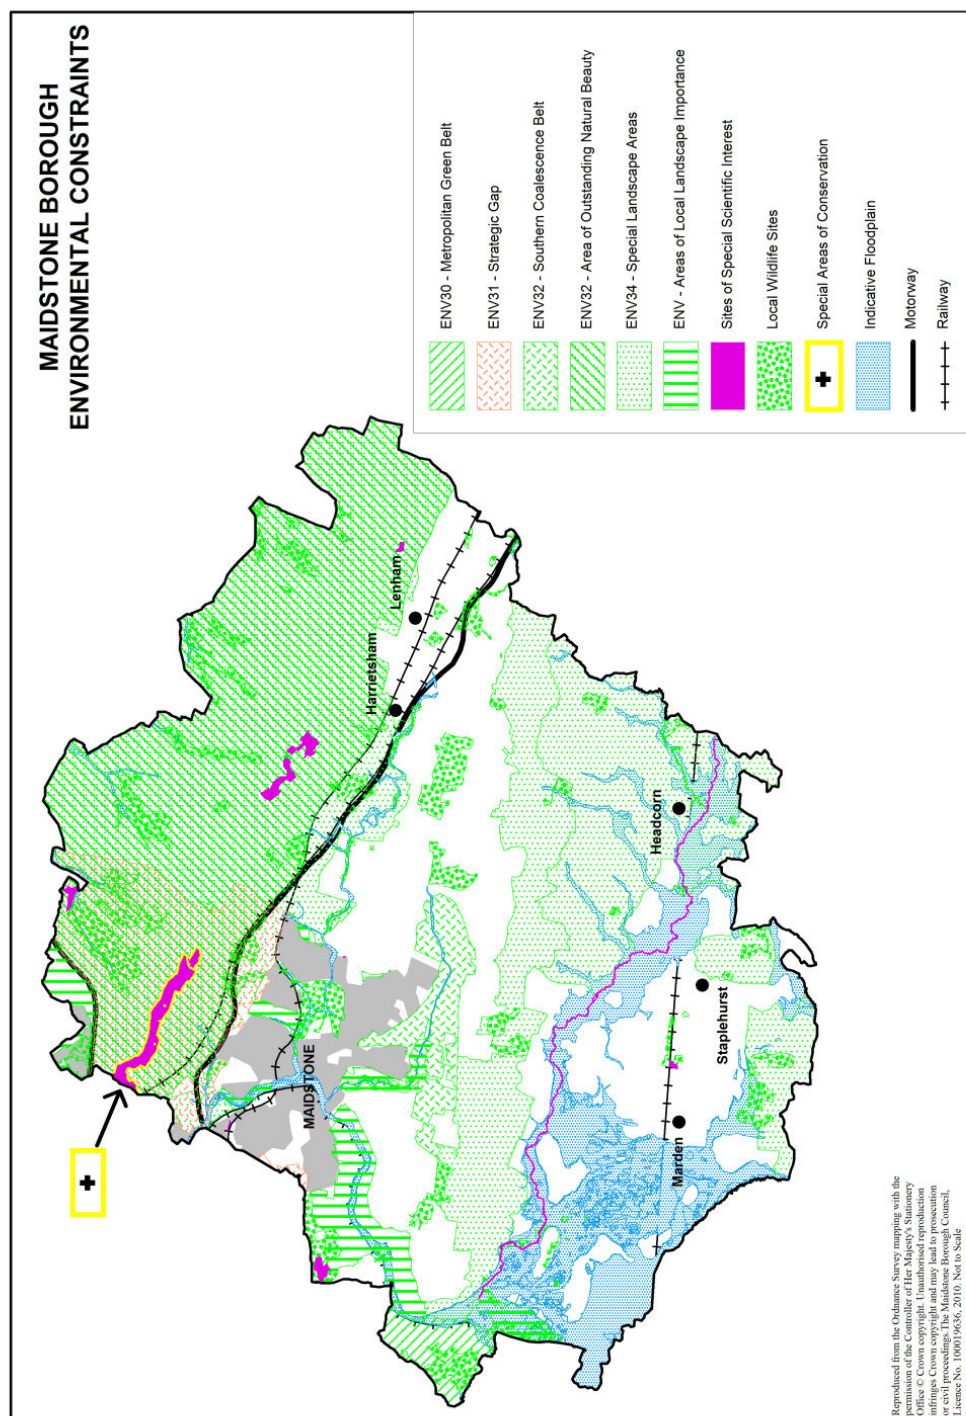 MAIDSTONE BOROUGH
ENVIRONMENTAL CONSTRAINTS
ENV30 - Metropolitan Green Belt
ENV31 - Strategic Gap
ENV32 - Southern Coalescence Belt
ENV32 - Area of Outstanding Natural Beauty
ENV34 - Special Landscape Areas
ENV - Areas of Local Landscape Importance
Sites of Special Scientific Interest
Local Wildlife Sites
Special Areas of Conservation
Indicative Floodplain
Motorway
Railway
MAIDSTONE
Harrietsham
Lenham
Headcorn
Staplehurst
Marden
Reproduced from the Ordnance Survey mapping with the
permission of the Controller of Her Majesty's Stationery
Office © Crown copyright. Unauthorised reproduction
infringes Crown copyright and may lead to prosecution
or civil proceedings.The Maidstone Borough Council,
Licence No. 100019636, 2010. Not to Scale